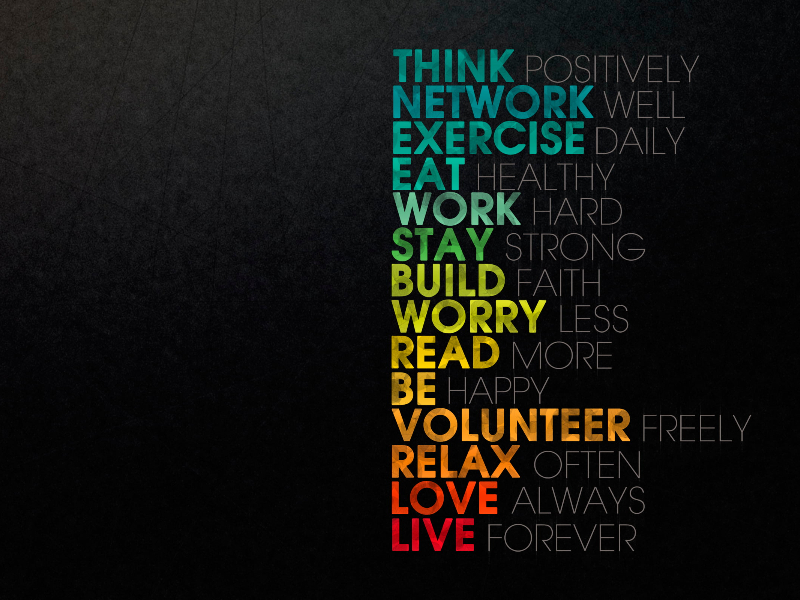 THINK POSITIVELY
NETWORK WELL
EXERCISE DAILY
EAT HEALTHY
WORK HARD
STAY STRONG
BUILD FAITH
WORRY LESS
READ MORE
BE HAPPY
VOLUNTEER FREELY
RELAX OFTEN
LOVE ALWAYS
LIVE FOREVER